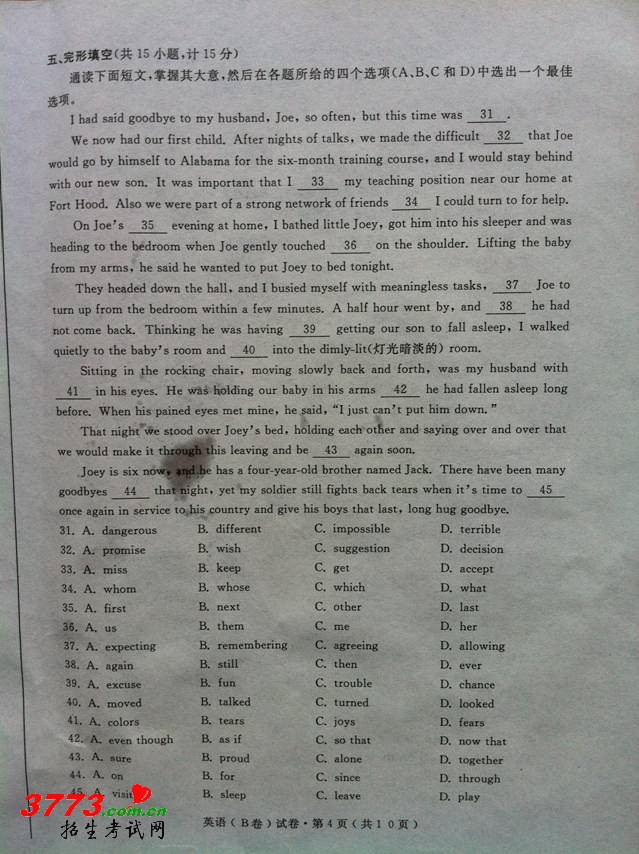 五、完形填空(共 15 小题,计 15 分)
通读下面短文,掌握其大意,然后在各题所给的四个选项(A、B、C 和 D)中选出一个最佳
选项。
I had said goodbye to my husband, Joe, so often, but this time was 31 .
We now had our first child. After nights of talks, we made the difficult 32 that Joe
would go by himself to Alabama for the six-month training course, and I would stay behind
with our new son. It was important that I 33 my teaching position near our home at
Fort Hood. Also we were part of a strong network of friends 34 I could turn to for help.
On Joe's 35 evening at home, I bathed little Joey, got him into his sleeper and was
heading to the bedroom when Joe gently touched 36 on the shoulder. Lifting the baby
from my arms, he said he wanted to put Joey to bed tonight.
They headed down the hall, and I busied myself with meaningless tasks, 37 Joe to
turn up from the bedroom within a few minutes. A half hour went by, and 38 he had
not come back. Thinking he was having 39 getting our son to fall asleep, I walked
quietly to the baby's room and 40 into the dimly-lit(灯光暗淡的) room.
Sitting in the rocking chair, moving slowly back and forth, was my husband with
41 in his eyes. He was holding our baby in his arms 42 he had fallen asleep long
before. When his pained eyes met mine, he said, "I just can't put him down."
That night we stood over Joey's bed, holding each other and saying over and over that
we would make it through this leaving and be 43 again soon.
Joey is six now, and he has a four-year-old brother named Jack. There have been many
goodbyes 44 that night, yet my soldier still fights back tears when it's time to 45
once again in service to his country and give his boys that last, long hug goodbye.
31. A. dangerous B. different C. impossible D. terrible
32. A. promise B. wish C. suggestion D. decision
33. A. miss B. keep C. get D. accept
34. A. whom B. whose C. which D. what
35. A. first B. next C. other D. last
36. A. us B. them C. me D. her
37. A. expecting B. remembering C. agreeing D. allowing
38. A. again B. still C. then D. ever
39. A. excuse B. fun C. trouble D. chance
40. A. moved B. talked C. turned D. looked
41. A. colors B. tears C. joys D. fears
42. A. even though B. as if C. so that D. now that
43. A. sure B. proud C. alone D. together
44. A. on B. for C. since D. through
45. A. visit B. sleep C. leave D. play
英语(B卷)试卷·第4页(共10页)
3773.com.cn
招生考试网